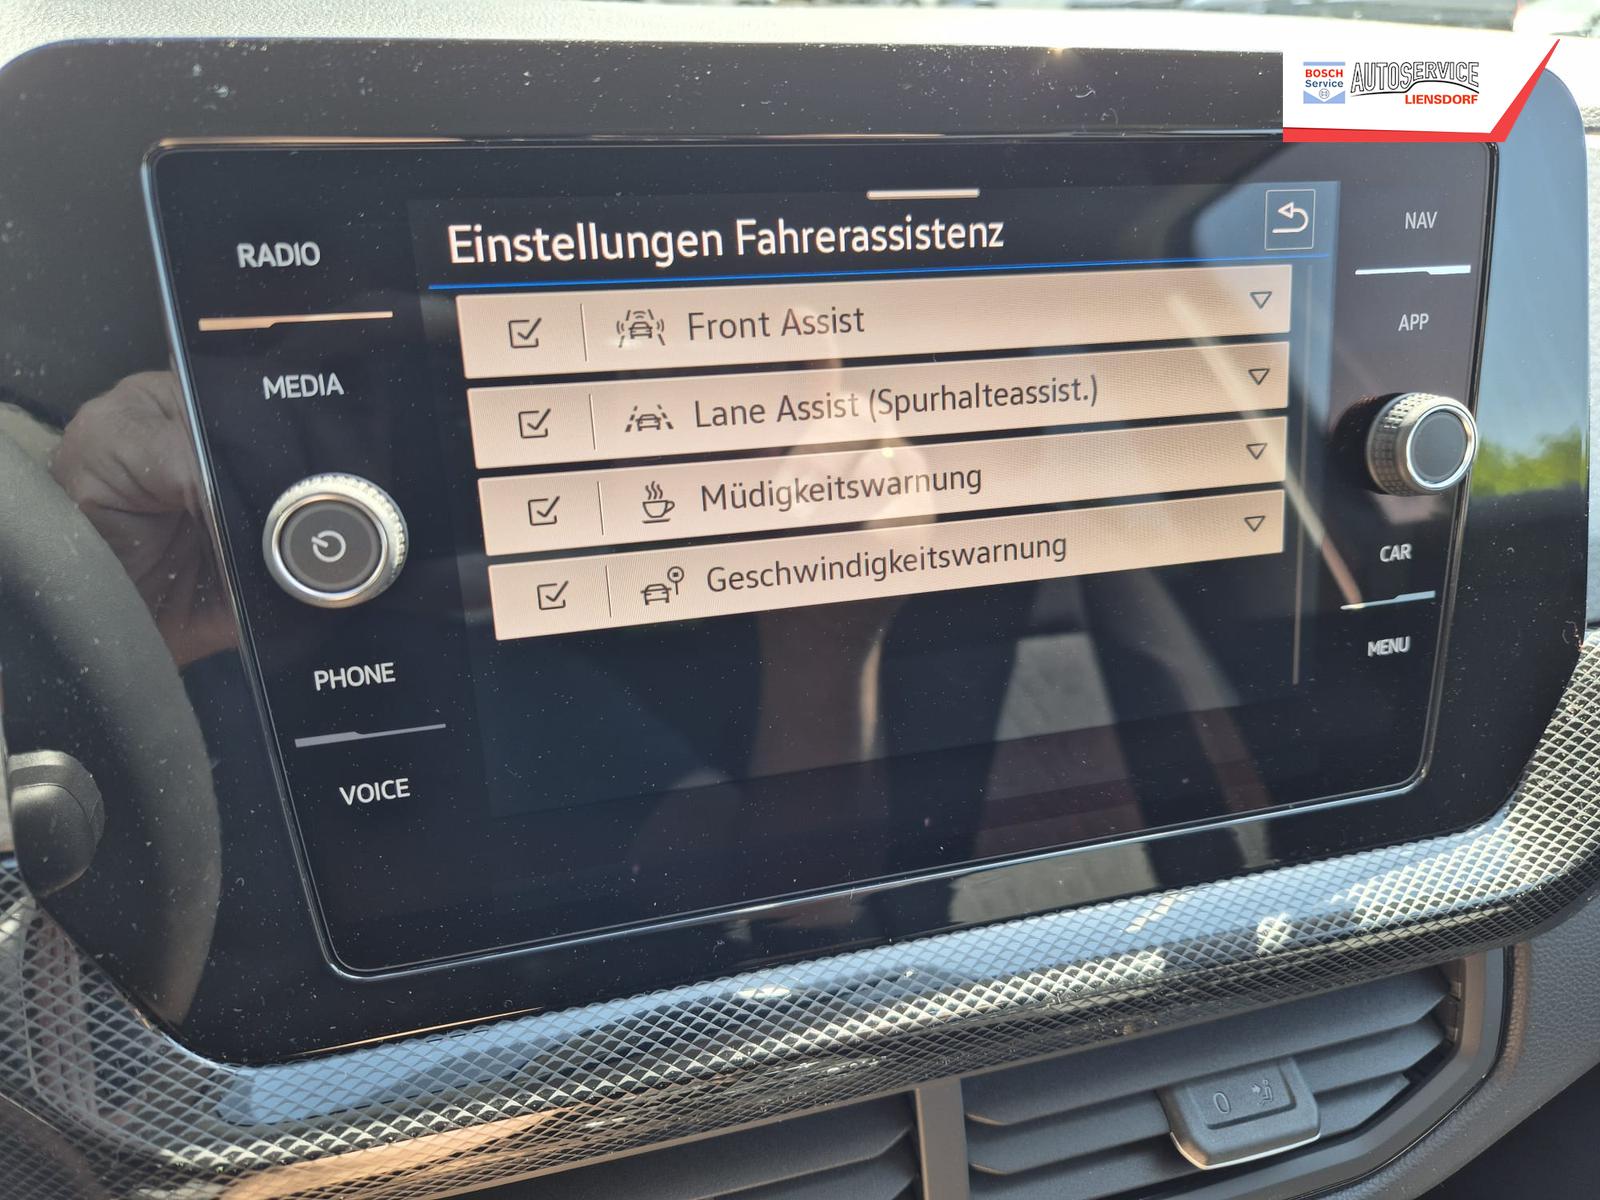 BOSCH
Service
AUTOSERVICE
LIENSDORF
Einstellungen Fahrerassistenz
Front Assist
Lane Assist (Spurhalteassist.)
Müdigkeitswarnung
Geschwindigkeitswarnung
RADIO
MEDIA
PHONE
VOICE
NAV
APP
CAR
MENU
0